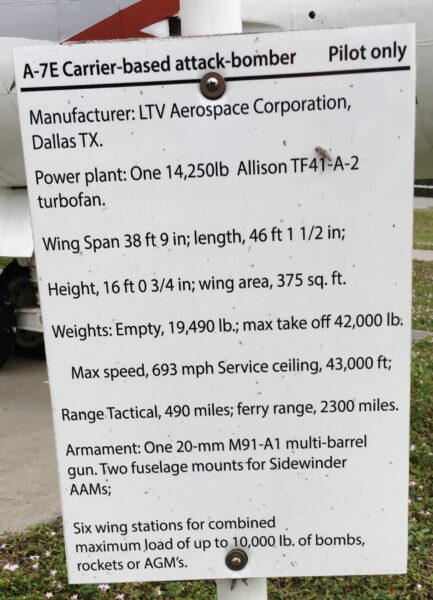 A-7E Carrier-based attack-bomber Pilot only
Manufacturer: LTV Aerospace Corporation,
Dallas TX.
Power plant: One 14,250lb Allison TF41-A-2
turbofan.
Wing Span 38 ft 9 in; length, 46 ft 1 1/2 in;
Height, 16 ft 0 3/4 in; wing area, 375 sq. ft.
Weights: Empty, 19,490 lb.; max take off 42,000 lb.
Max speed, 693 mph Service ceiling, 43,000 ft;
Range Tactical, 490 miles; ferry range, 2300 miles.
Armament: One 20-mm M91-A1 multi-barrel
gun. Two fuselage mounts for Sidewinder
AAMs;
Six wing stations for combined
maximum load of up to 10,000 lb. of bombs,
rockets or AGM's.